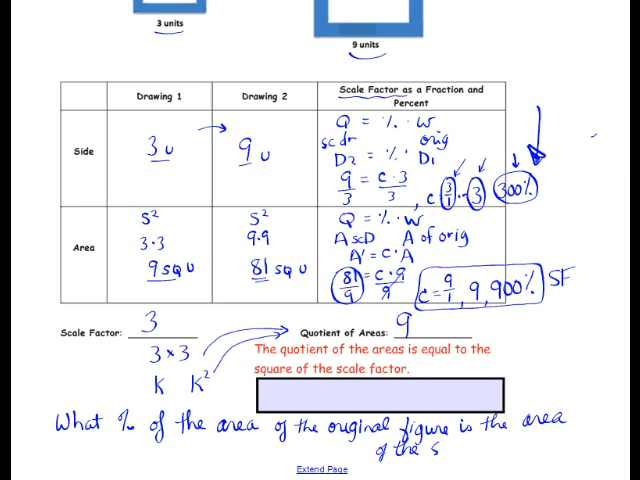 3 units
9 units
Drawing 1 Drawing 2 Scale Factor as a Fraction and Percent
Side 3 u 9 u
Q = % · W
scdr orig
D2 = % · D1
9/3 = c · 3/3 , c = 3/1 , 3 300%
Area
S² S² Q = % · W
3·3 9·9 A scD A of orig
9 sq u 81 sq u A' = c · A
81/9 = c · 9/9 c = 9/1, 9, 900% SF
Scale Factor: 3 Quotient of Areas: 9
3 × 3
K K²
The quotient of the areas is equal to the
square of the scale factor.
What % of the area of the original figure is the area
of the s
Extend Page